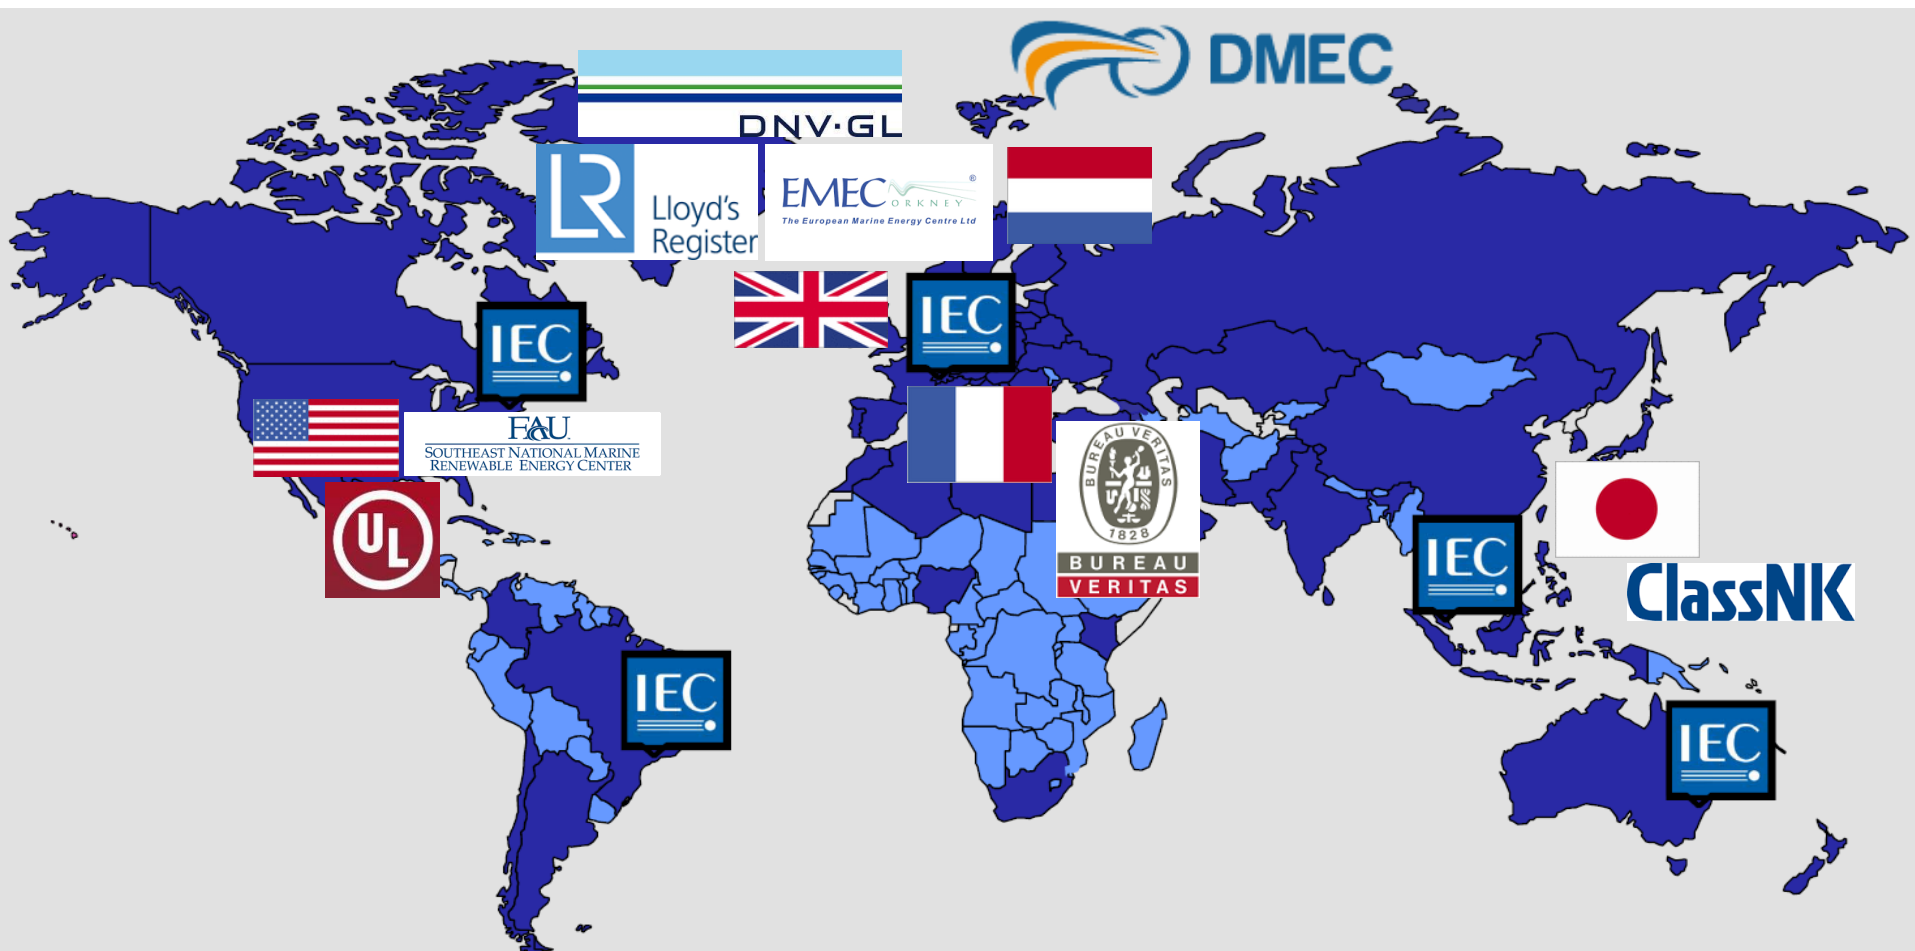 DMEC
DNV·GL
LR
Lloyd's
Register
EMEC
ORKNEY
®
The European Marine Energy Centre Ltd
IEC
IEC
FAU
SOUTHEAST NATIONAL MARINE
RENEWABLE ENERGY CENTER
UL
BUREAU VERITAS
1828
BUREAU
VERITAS
IEC
ClassNK
IEC
IEC